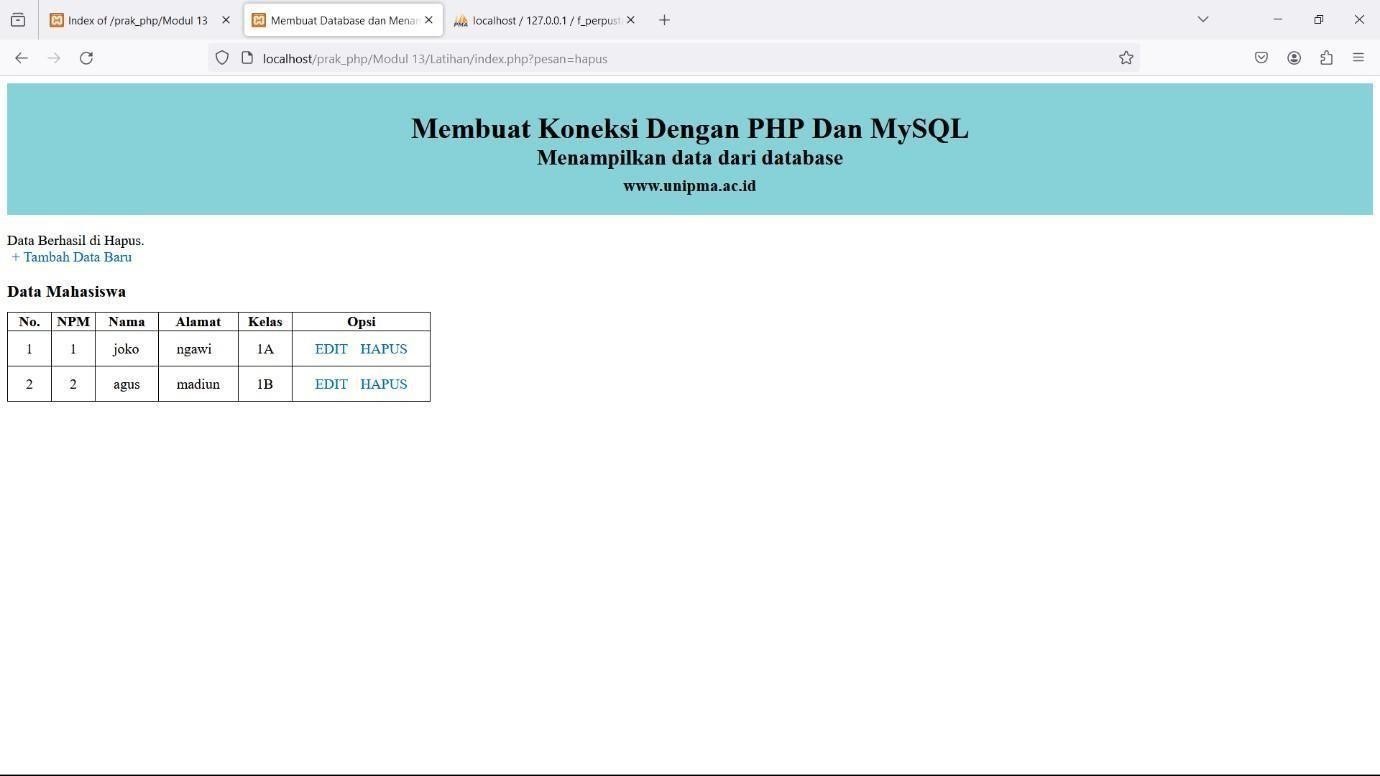 Index of /prak_php/Modul 13
Membuat Database dan Menan
localhost / 127.0.0.1 / f_perpust
localhost/prak_php/Modul 13/Latihan/index.php?pesan=hapus
Membuat Koneksi Dengan PHP Dan MySQL
Menampilkan data dari database
www.unipma.ac.id
Data Berhasil di Hapus.
+ Tambah Data Baru
Data Mahasiswa
No. NPM Nama Alamat Kelas Opsi
1 1 joko ngawi 1A EDIT HAPUS
2 2 agus madiun 1B EDIT HAPUS